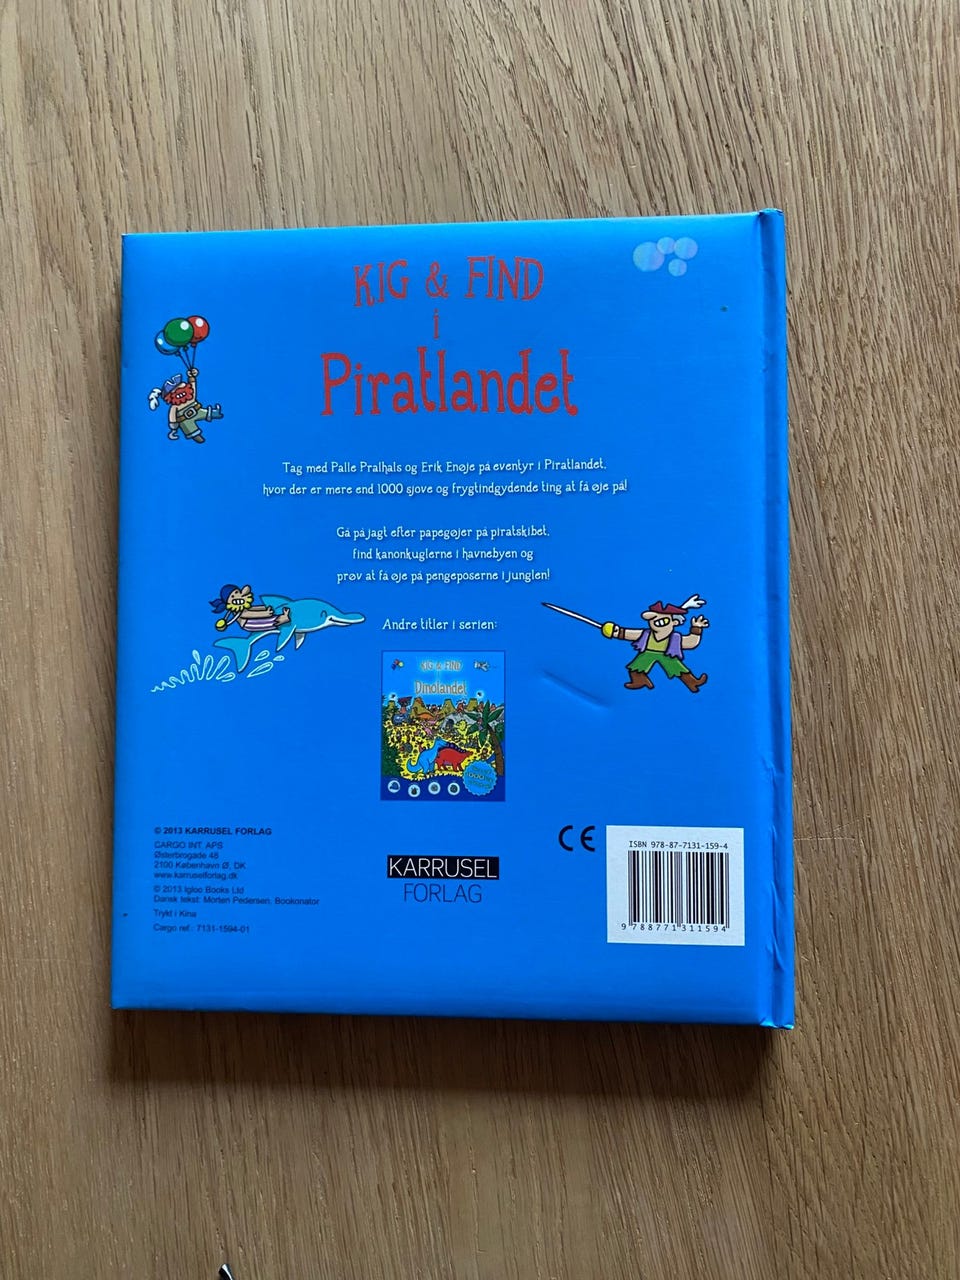 KIG & FIND
i
Piratlandet
Tag med Palle Pralhals og Erik Enøje på eventyr i Piratlandet,
hvor der er mere end 1000 sjove og frygtindgydende ting at få øje på!
Gå på jagt efter papegøjer på piratskibet,
find kanonkuglerne i havnebyen og
prøv at få øje på pengeposerne i junglen!
Andre titler i serien:
KIG & FIND
Dinolandet
© 2013 KARRUSEL FORLAG
CARGO INT. APS
Østerbrogade 48
2100 København Ø, DK
www.karruselforlag.dk
© 2013 Igloo Books Ltd
Dansk tekst: Morten Pedersen, Bookonator
Trykt i Kina
Cargo ref.: 7131-1594-01
KARRUSEL
FORLAG
CE
ISBN 978-87-7131-159-4
9 788771 311594